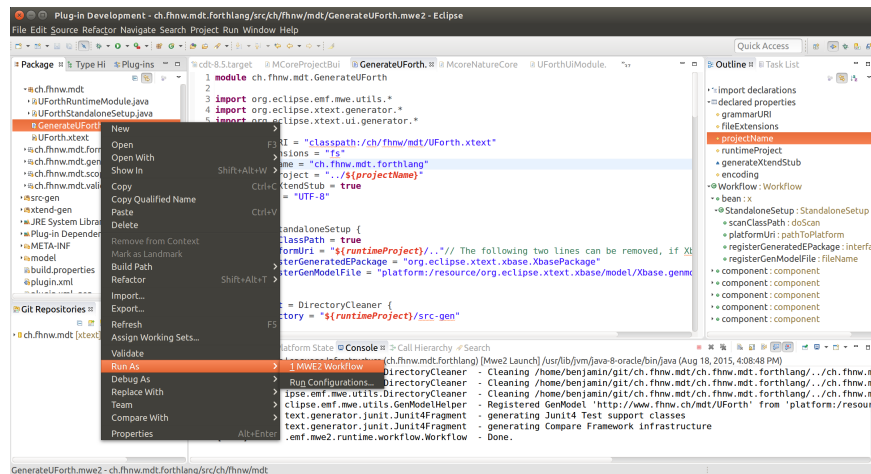 Plug-in Development - ch.fhnw.mdt.forthlang/src/ch/fhnw/mdt/GenerateUForth.mwe2 - Eclipse
File Edit Source Refactor Navigate Search Project Run Window Help
Quick Access
Package
Type Hi
Plug-ins
cdt-8.5.target
MCoreProjectBui
GenerateUForth.
McoreNatureCore
UForthUiModule.
Outline
Task List
ch.fhnw.mdt
UForthRuntimeModule.java
UForthStandaloneSetup.java
GenerateUForth
UForth.xtext
ch.fhnw.mdt.form
ch.fhnw.mdt.gen
ch.fhnw.mdt.scop
ch.fhnw.mdt.valid
src-gen
xtend-gen
JRE System Librar
Plug-in Depender
META-INF
model
build.properties
plugin.xml
Git Repositories
ch.fhnw.mdt [xtext]
New
Open F3
Open With
Show In Shift+Alt+W
Copy Ctrl+C
Copy Qualified Name
Paste Ctrl+V
Delete
Remove from Context
Mark as Landmark
Build Path
Refactor Shift+Alt+T
Import...
Export...
Refresh F5
Assign Working Sets...
Validate
Run As
Debug As
Replace With
Team
Compare With
Properties Alt+Enter
1 MWE2 Workflow
Run Configurations...
1 module ch.fhnw.mdt.GenerateUForth
2
3 import org.eclipse.emf.mwe.utils.*
4 import org.eclipse.xtext.generator.*
5 import org.eclipse.xtext.ui.generator.*
RI = "classpath:/ch/fhnw/mdt/UForth.xtext"
nsions = "fs"
ame = "ch.fhnw.mdt.forthlang"
roject = "../${projectName}"
XtendStub = true
= "UTF-8"
tandaloneSetup {
ClassPath = true
formUri = "${runtimeProject}/.."// The following two lines can be removed, if Xb
sterGeneratedEPackage = "org.eclipse.xtext.xbase.XbasePackage"
sterGenModelFile = "platform:/resource/org.eclipse.xtext.xbase/model/Xbase.genmo
t = DirectoryCleaner {
ctory = "${runtimeProject}/src-gen"
import declarations
declared properties
grammarURI
fileExtensions
projectName
runtimeProject
generateXtendStub
encoding
Workflow : Workflow
bean : x
StandaloneSetup : StandaloneSetup
scanClassPath : doScan
platformUri : pathToPlatform
registerGeneratedEPackage : interfa
registerGenModelFile : fileName
component : component
component : component
component : component
component : component
component : component
latform State
Console
Call Hierarchy
Search
(ch.fhnw.mdt.forthlang) [Mwe2 Launch] /usr/lib/jvm/java-8-oracle/bin/java (Aug 18, 2015, 4:08:48 PM)
DirectoryCleaner - Cleaning /home/benjamin/git/ch.fhnw.mdt/ch.fhnw.mdt.forthlang/../ch.fhnw.m
DirectoryCleaner - Cleaning /home/benjamin/git/ch.fhnw.mdt/ch.fhnw.mdt.forthlang/../ch.fhnw.m
ipse.emf.mwe.utils.DirectoryCleaner - Cleaning /home/benjamin/git/ch.fhnw.mdt/ch.fhnw.mdt.forthlang/../ch.fhnw.m
clipse.emf.mwe.utils.GenModelHelper - Registered GenModel 'http://www.fhnw.ch/mdt/UForth' from 'platform:/resour
text.generator.junit.Junit4Fragment - generating Junit4 Test support classes
text.generator.junit.Junit4Fragment - generating Compare Framework infrastructure
.emf.mwe2.runtime.workflow.Workflow - Done.
GenerateUForth.mwe2 - ch.fhnw.mdt.forthlang/src/ch/fhnw/mdt